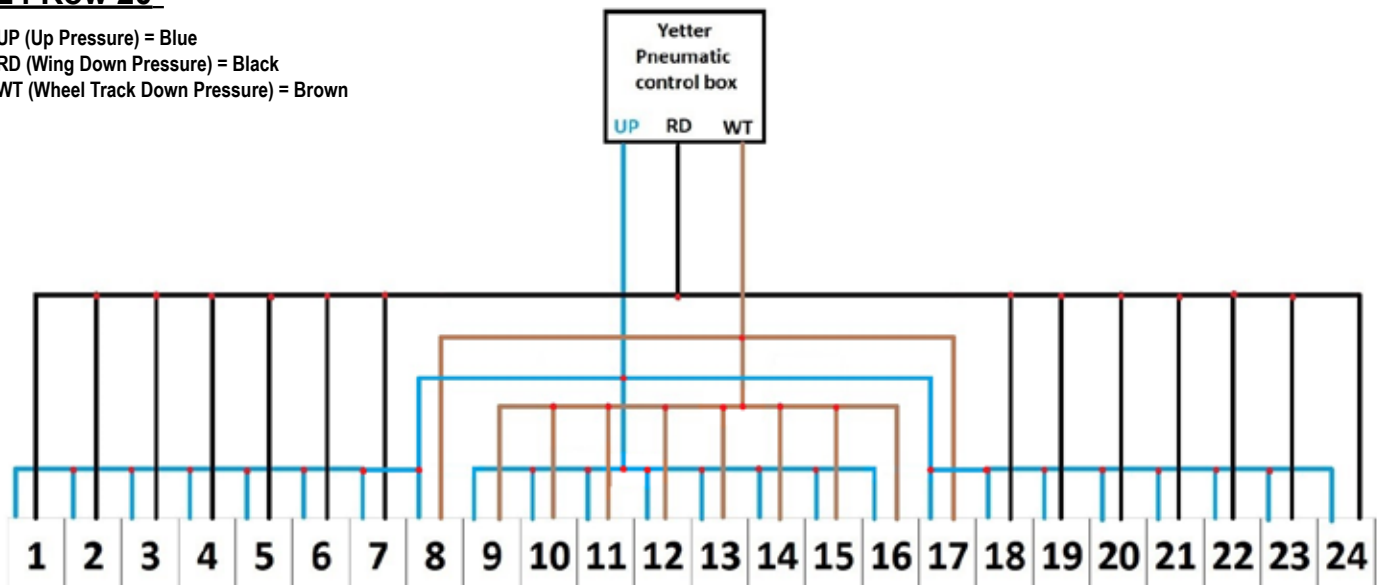 UP (Up Pressure) = Blue
RD (Wing Down Pressure) = Black
WT (Wheel Track Down Pressure) = Brown
Yetter
Pneumatic
control box
UP RD WT
1 2 3 4 5 6 7 8 9 10 11 12 13 14 15 16 17 18 19 20 21 22 23 24